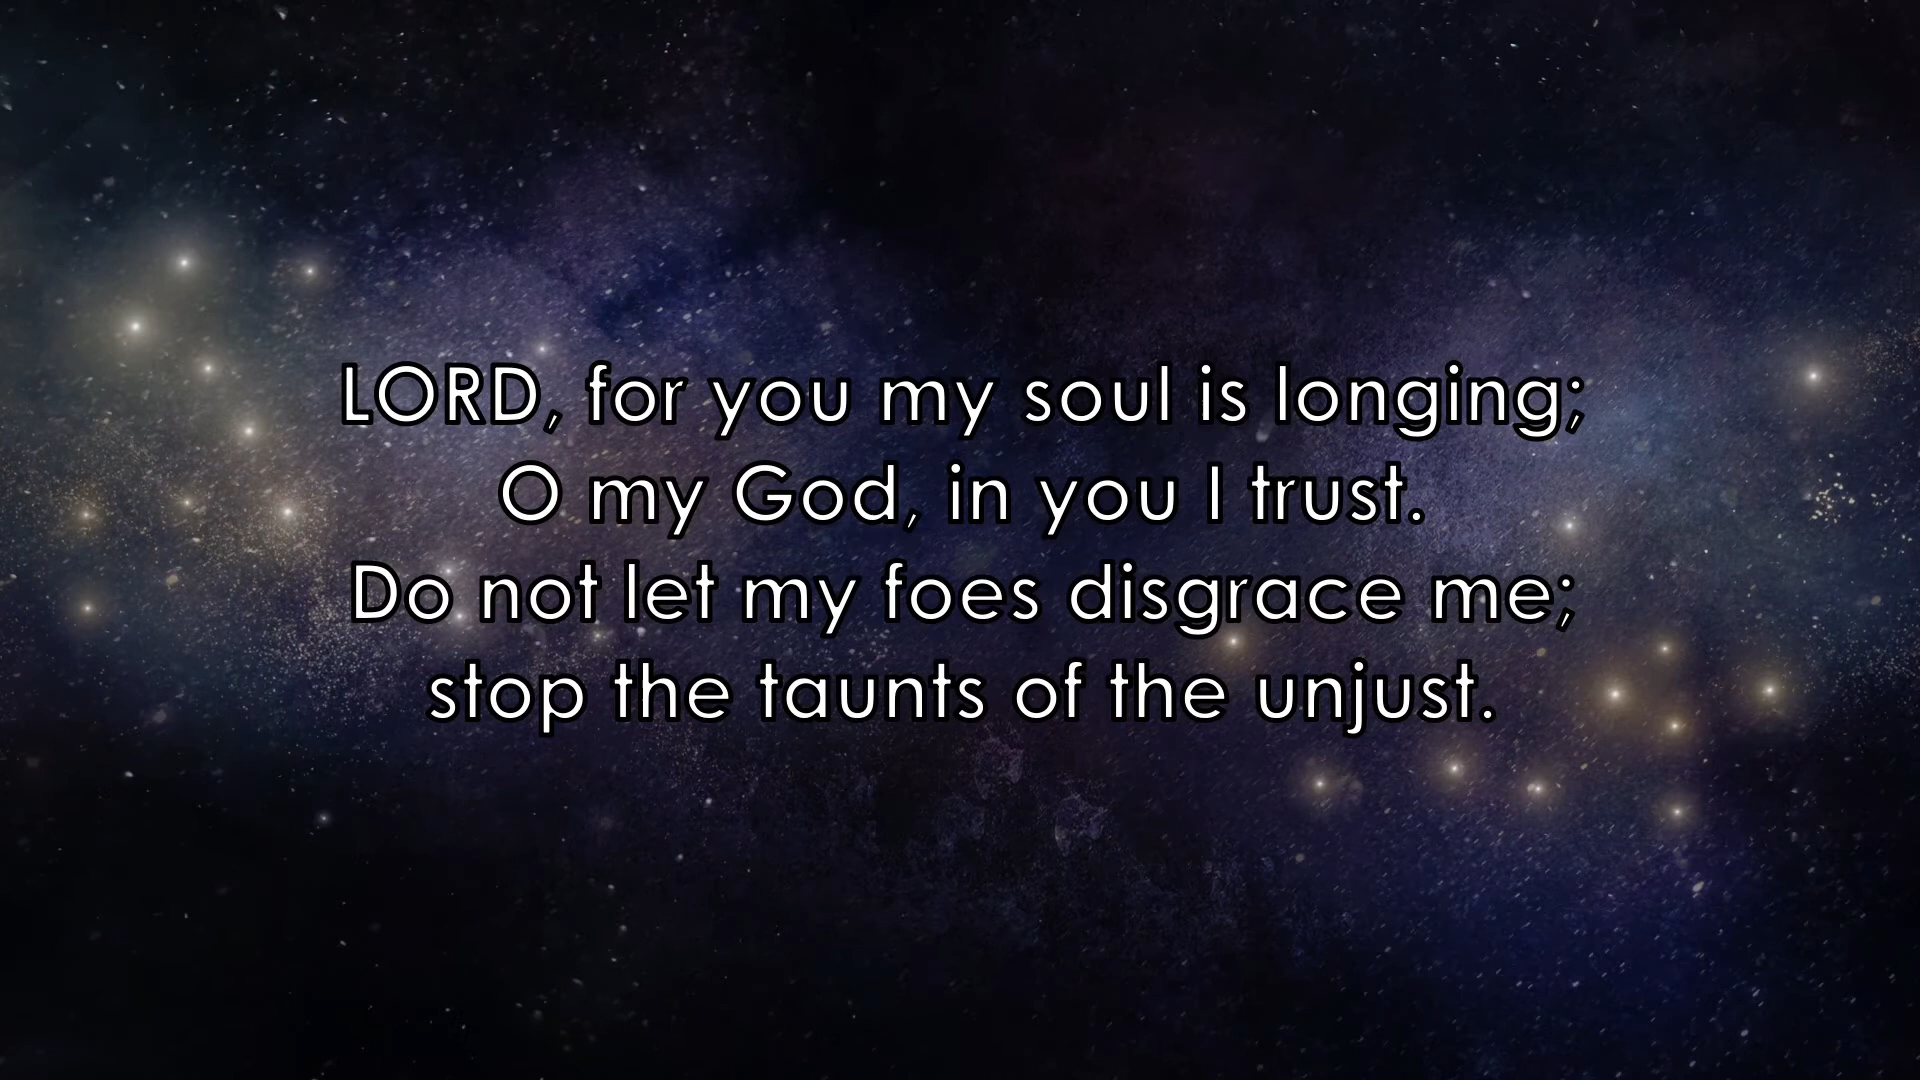 LORD, for you my soul is longing;
O my God, in you I trust.
Do not let my foes disgrace me;
stop the taunts of the unjust.